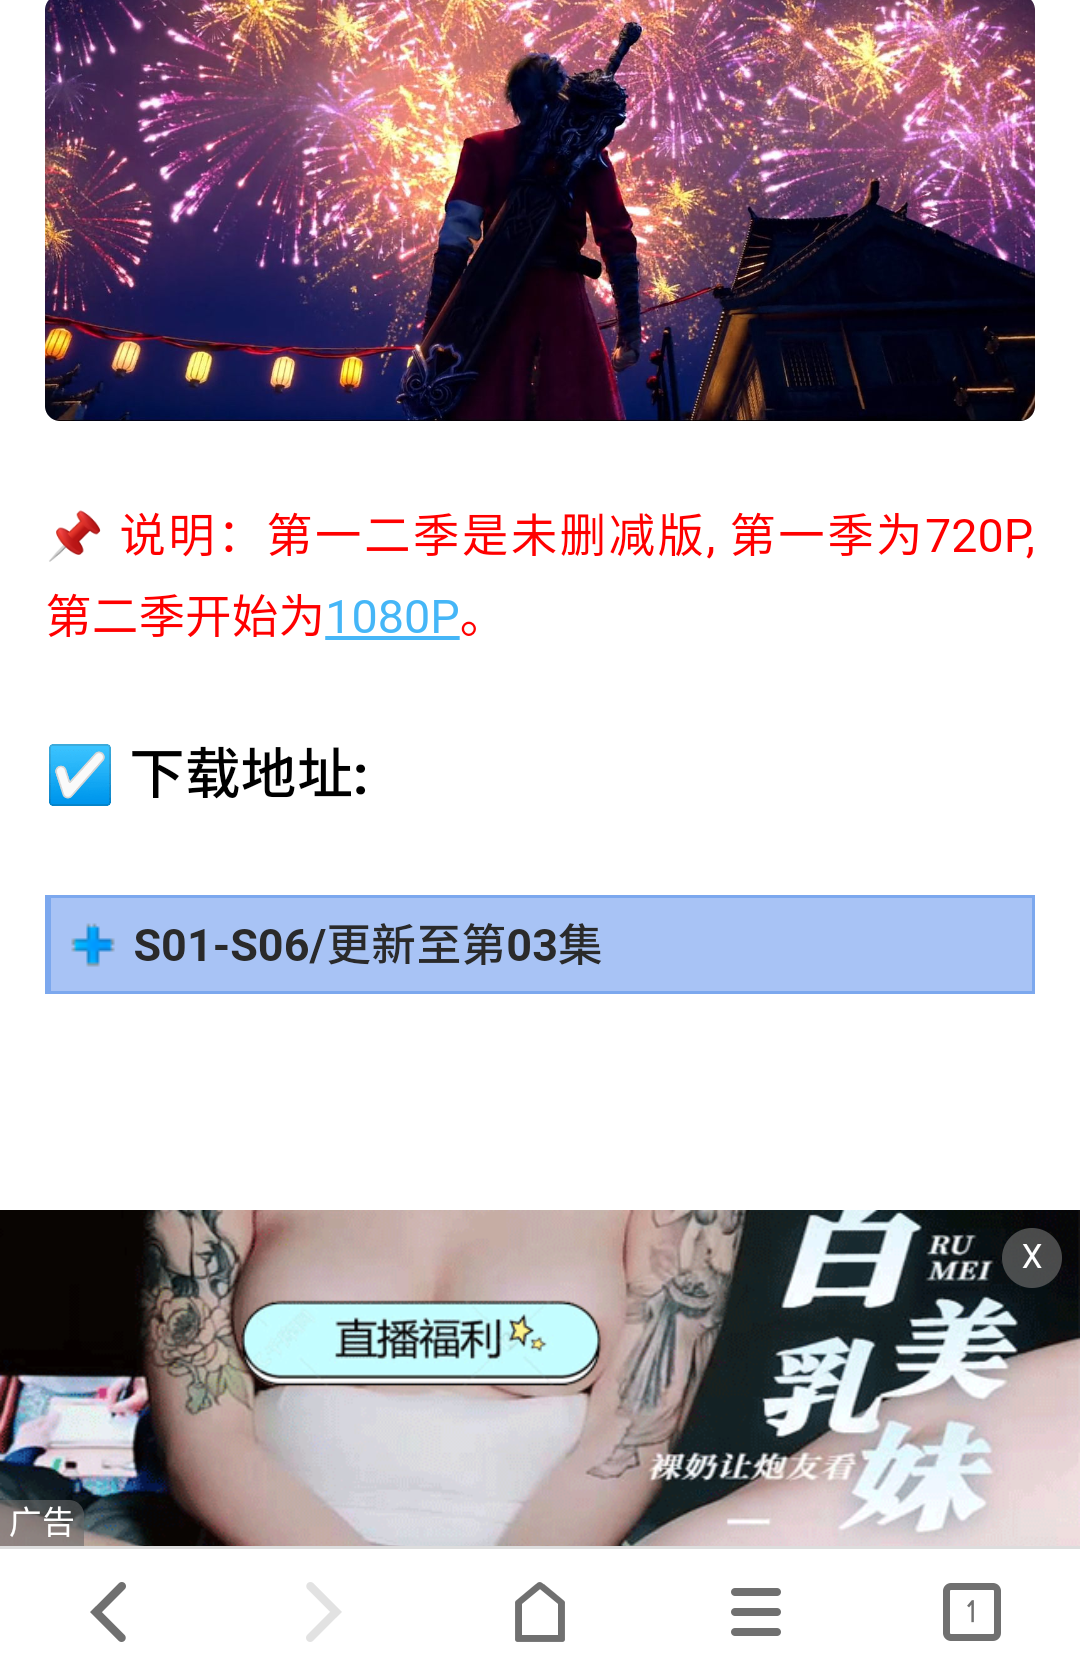 📌 说明：第一二季是未删减版, 第一季为720P,
第二季开始为1080P。
☑ 下载地址:
➕ S01-S06/更新至第03集
直播福利
白
RU
MEI
美
乳
妹
裸奶让炮友看
X
广告
1